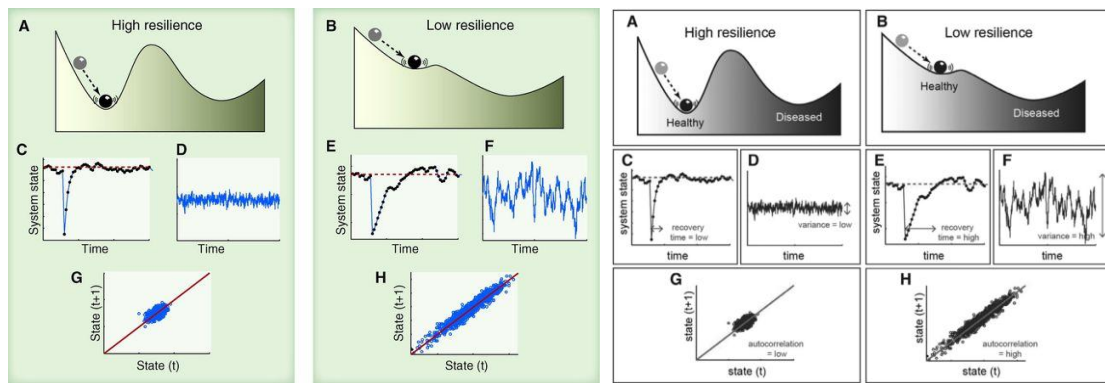 A
High resilience
C
System state
Time
D
G
State (t+1)
State (t)
B
Low resilience
E
System state
Time
F
H
State (t+1)
State (t)
A
High resilience
Healthy
Diseased
C
system state
recovery
time = low
time
D
variance = low
time
G
state (t+1)
autocorrelation
= low
state (t)
B
Low resilience
Healthy
Diseased
E
system state
recovery
time = high
time
F
variance = high
time
H
state (t+1)
autocorrelation
= high
state (t)